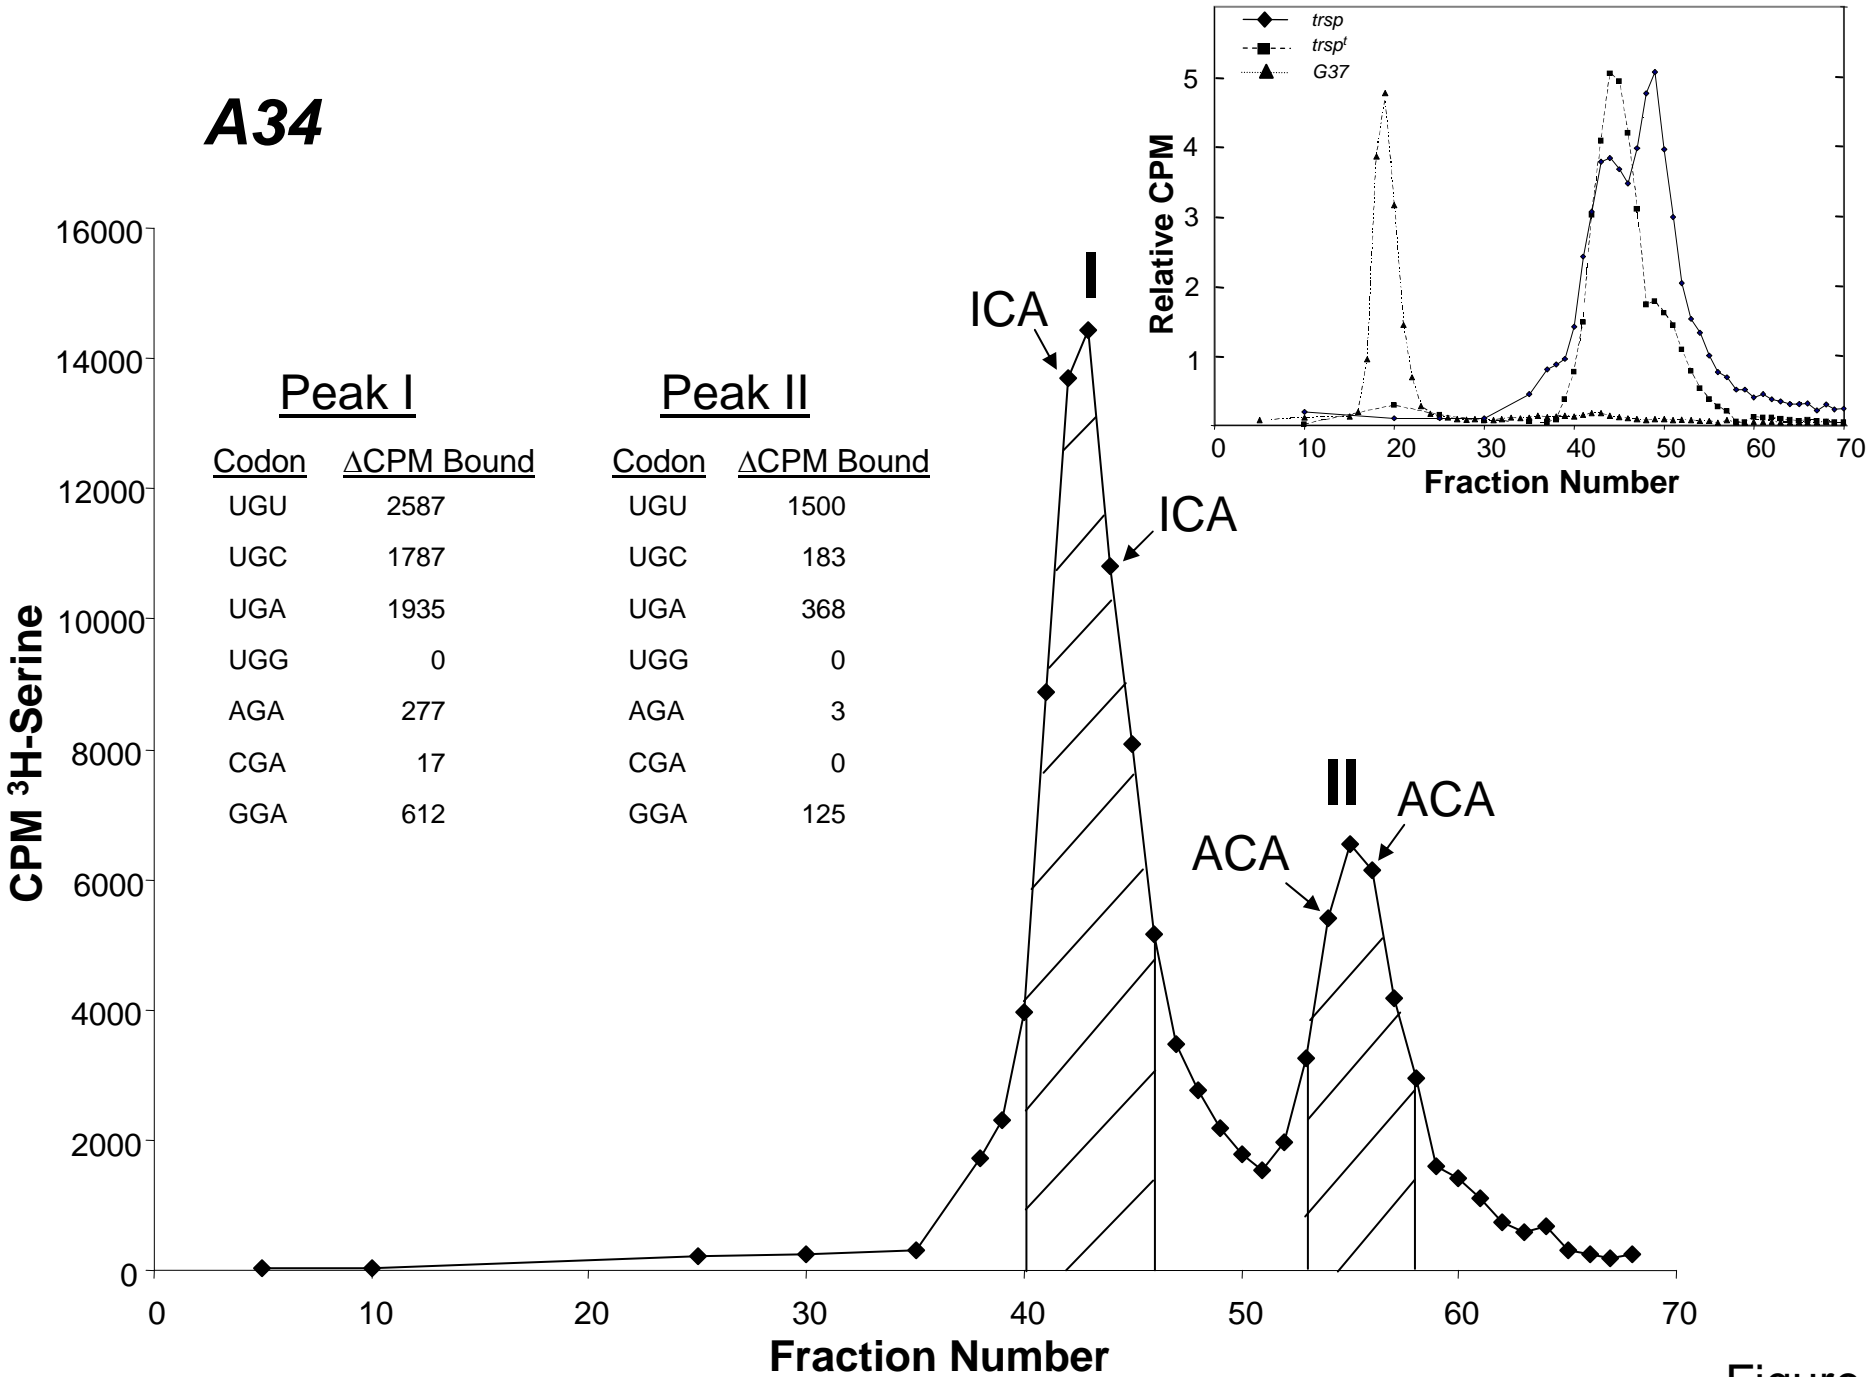 A34
trsp
trspᵗ
G37
5
4
3
2
1
Relative CPM
0 10 20 30 40 50 60 70
Fraction Number
16000
14000
12000
10000
8000
6000
4000
2000
0
CPM ³H-Serine
Peak I
Codon ΔCPM Bound
UGU 2587
UGC 1787
UGA 1935
UGG 0
AGA 277
CGA 17
GGA 612
Peak II
Codon ΔCPM Bound
UGU 1500
UGC 183
UGA 368
UGG 0
AGA 3
CGA 0
GGA 125
I
ICA
ICA
II
ACA
ACA
0 10 20 30 40 50 60 70
Fraction Number
Figure